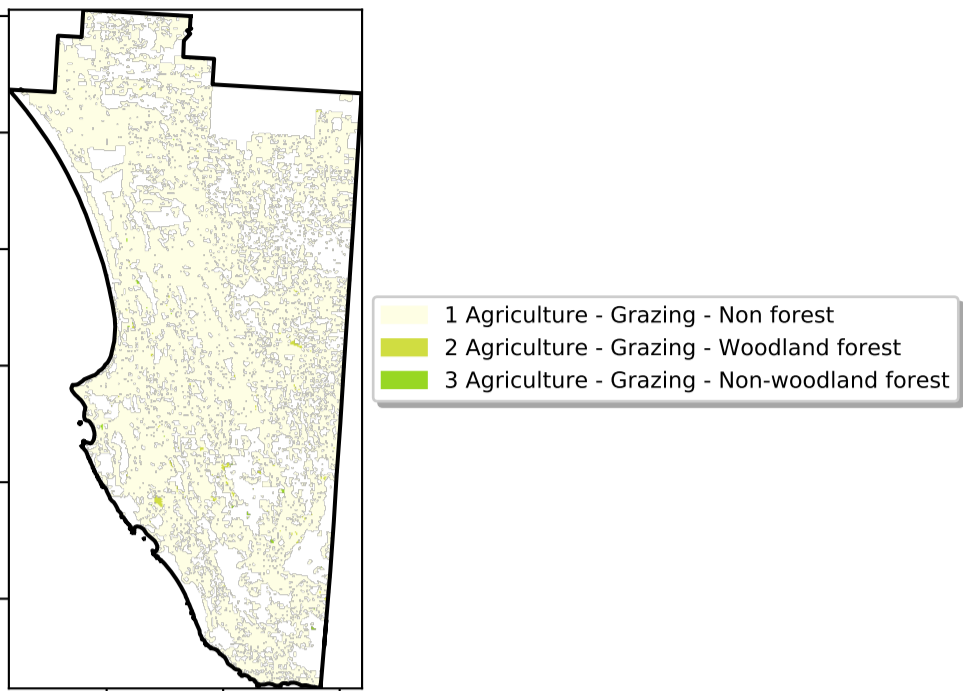 1 Agriculture - Grazing - Non forest
2 Agriculture - Grazing - Woodland forest
3 Agriculture - Grazing - Non-woodland forest